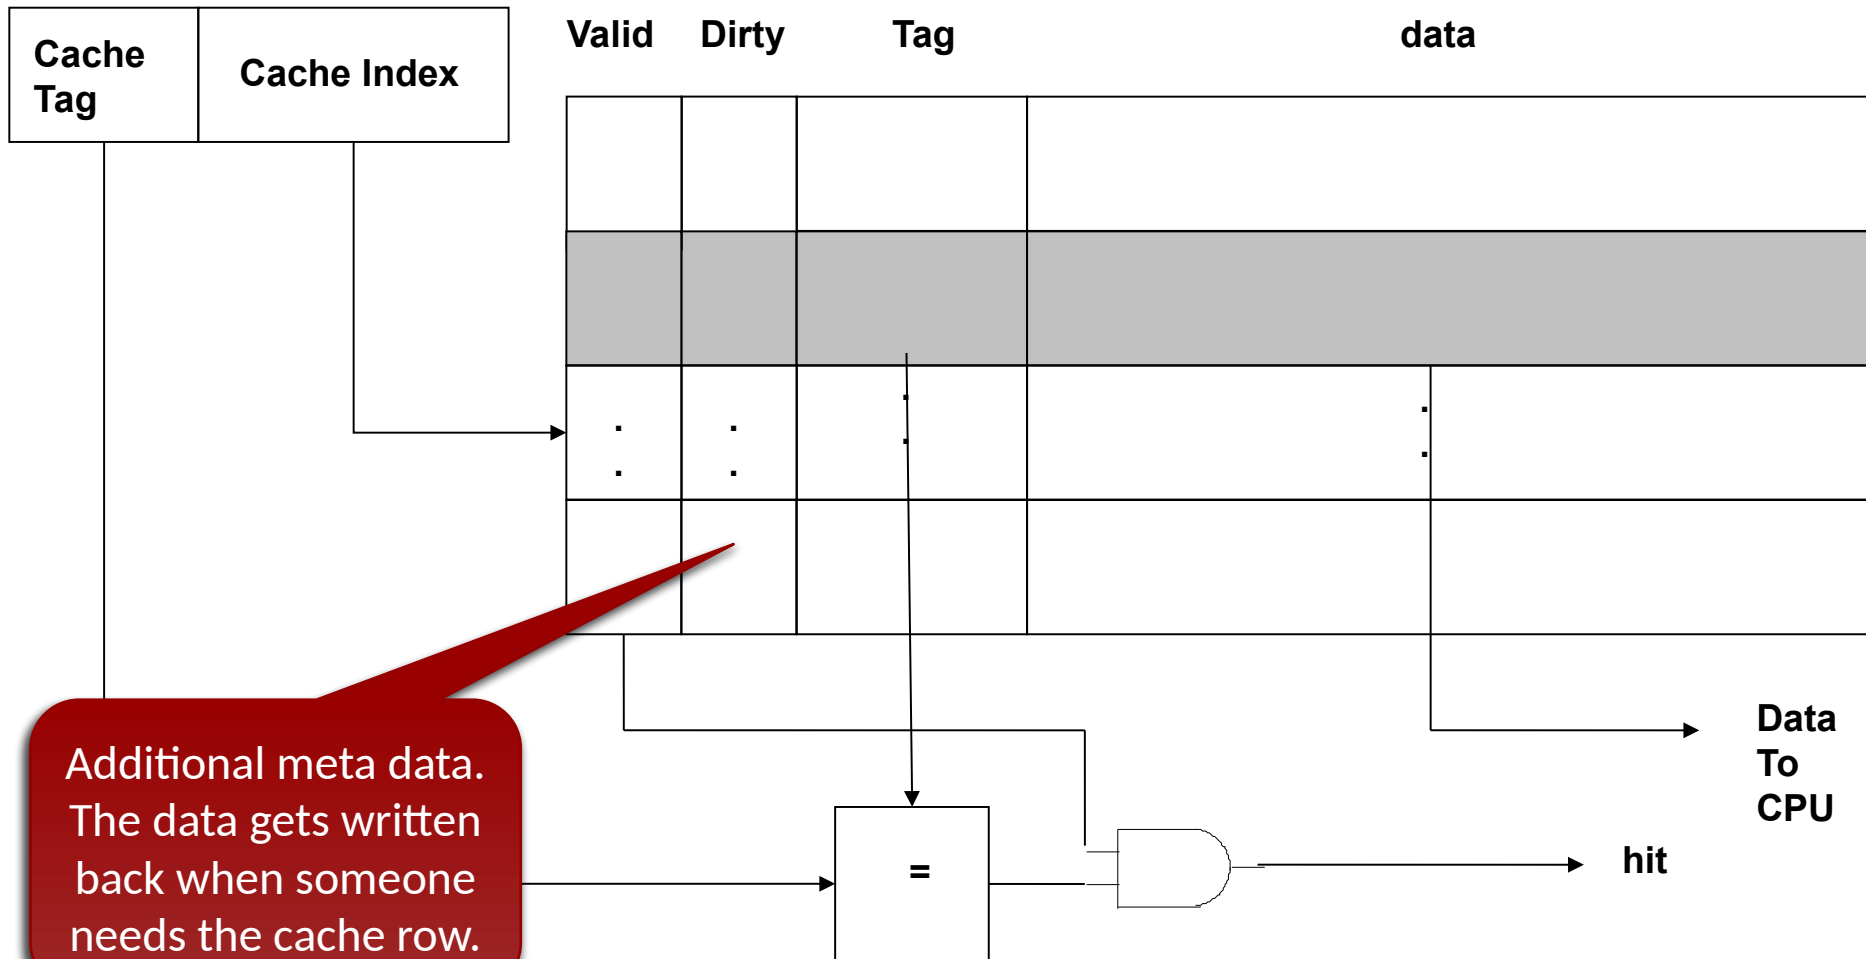 Cache
Tag
Cache Index
Valid Dirty Tag data
. . . .
. . . .
Data
To
CPU
Additional meta data.
The data gets written
back when someone
needs the cache row.
=
hit